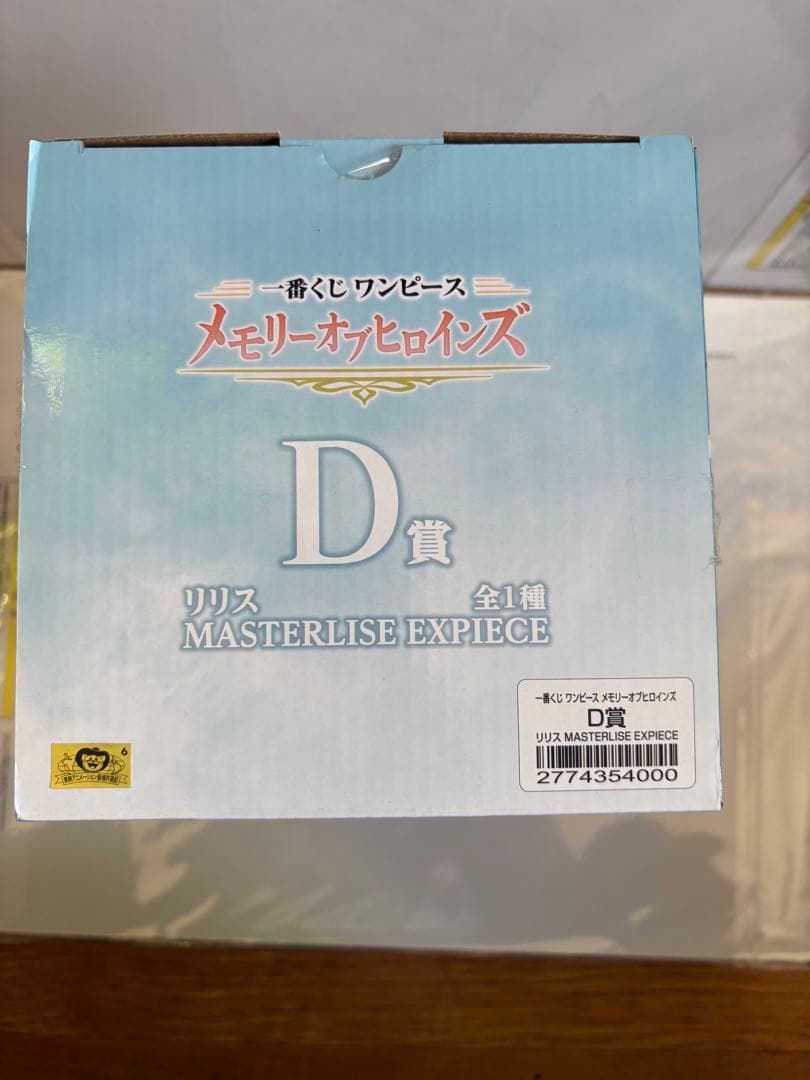 一番くじ ワンピース
メモリーオブヒロインズ
D賞
リリス 全1種
MASTERLISE EXPIECE
一番くじ ワンピース メモリーオブヒロインズ
D賞
リリス MASTERLISE EXPIECE
2774354000
6